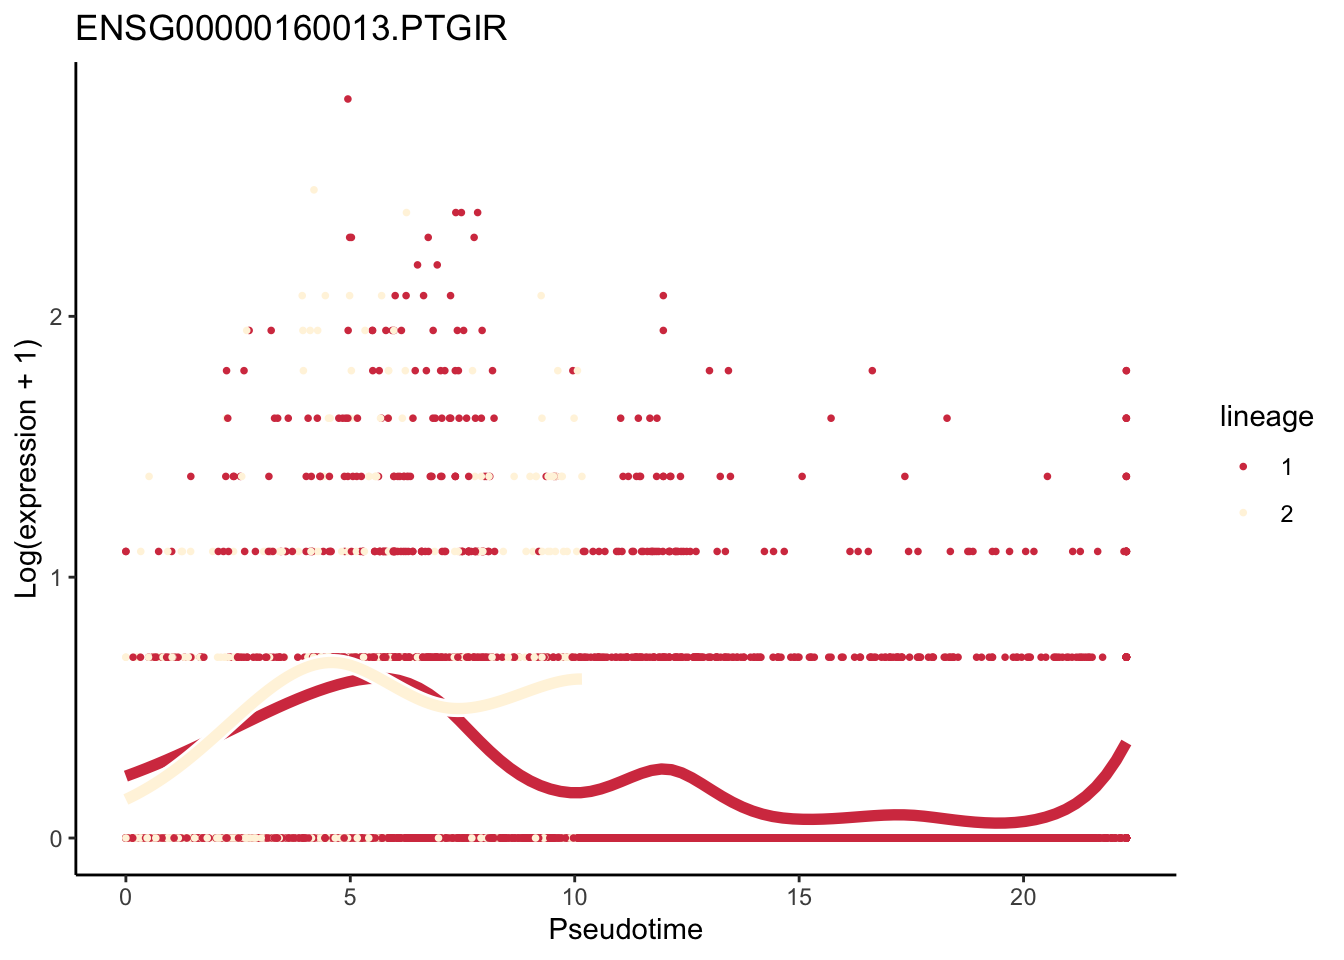 ENSG00000160013.PTGIR
Log(expression + 1)
2
1
0
0 5 10 15 20
Pseudotime
lineage
1
2